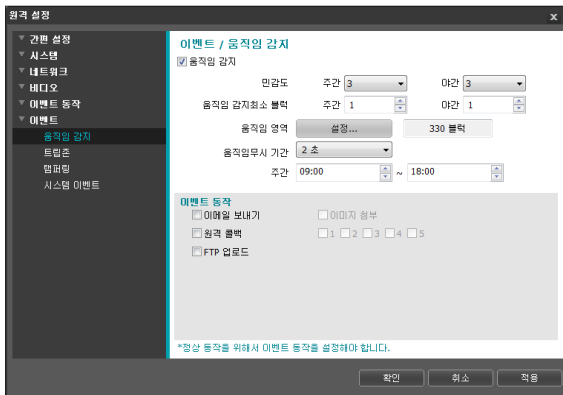 원격 설정
x
간편 설정
시스템
네트워크
비디오
이벤트 동작
이벤트
움직임 감지
트립존
탬퍼링
시스템 이벤트
이벤트 / 움직임 감지
움직임 감지
민감도 주간 3 야간 3
움직임 감지최소 블럭 주간 1 야간 1
움직임 영역 설정... 330 블럭
움직임무시 기간 2 초
주간 09:00 ~ 18:00
이벤트 동작
이메일 보내기 이미지 첨부
원격 콜백 1 2 3 4 5
FTP 업로드
*정상 동작를 위해서 이벤트 동작를 설정해야 합니다.
확인 취소 적용